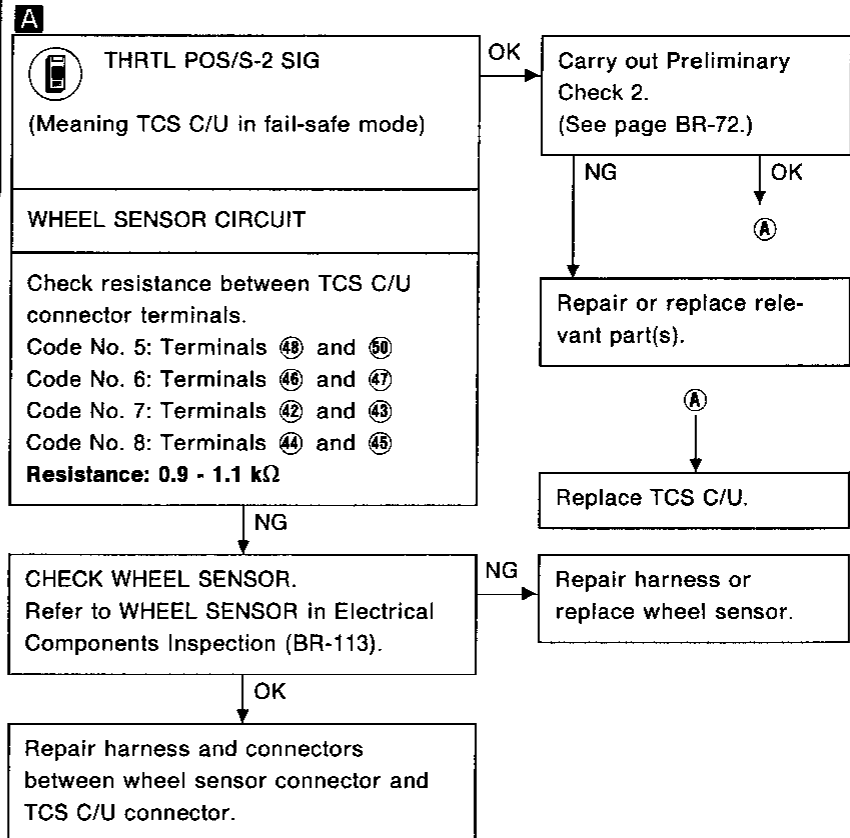 A
THRTL POS/S-2 SIG
(Meaning TCS C/U in fail-safe mode)
WHEEL SENSOR CIRCUIT
Check resistance between TCS C/U
connector terminals.
Code No. 5: Terminals 48 and 50
Code No. 6: Terminals 46 and 47
Code No. 7: Terminals 42 and 43
Code No. 8: Terminals 44 and 45
Resistance: 0.9 - 1.1 kΩ
OK
Carry out Preliminary
Check 2.
(See page BR-72.)
NG
OK
Ⓐ
Repair or replace rele-
vant part(s).
Ⓐ
Replace TCS C/U.
NG
CHECK WHEEL SENSOR.
Refer to WHEEL SENSOR in Electrical
Components Inspection (BR-113).
NG
Repair harness or
replace wheel sensor.
OK
Repair harness and connectors
between wheel sensor connector and
TCS C/U connector.